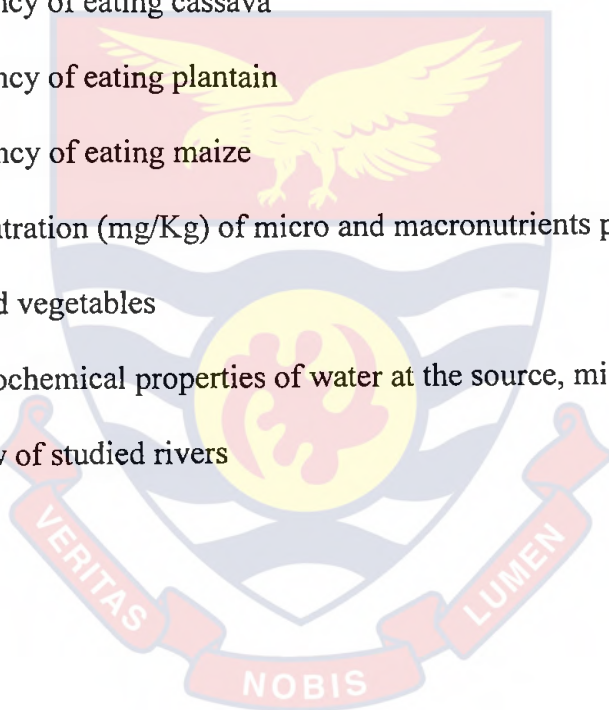 ncy of eating cassava
ncy of eating plantain
ncy of eating maize
ntration (mg/Kg) of micro and macronutrients p
d vegetables
ochemical properties of water at the source, mi
v of studied rivers
VERITAS
NOBIS
LUMEN